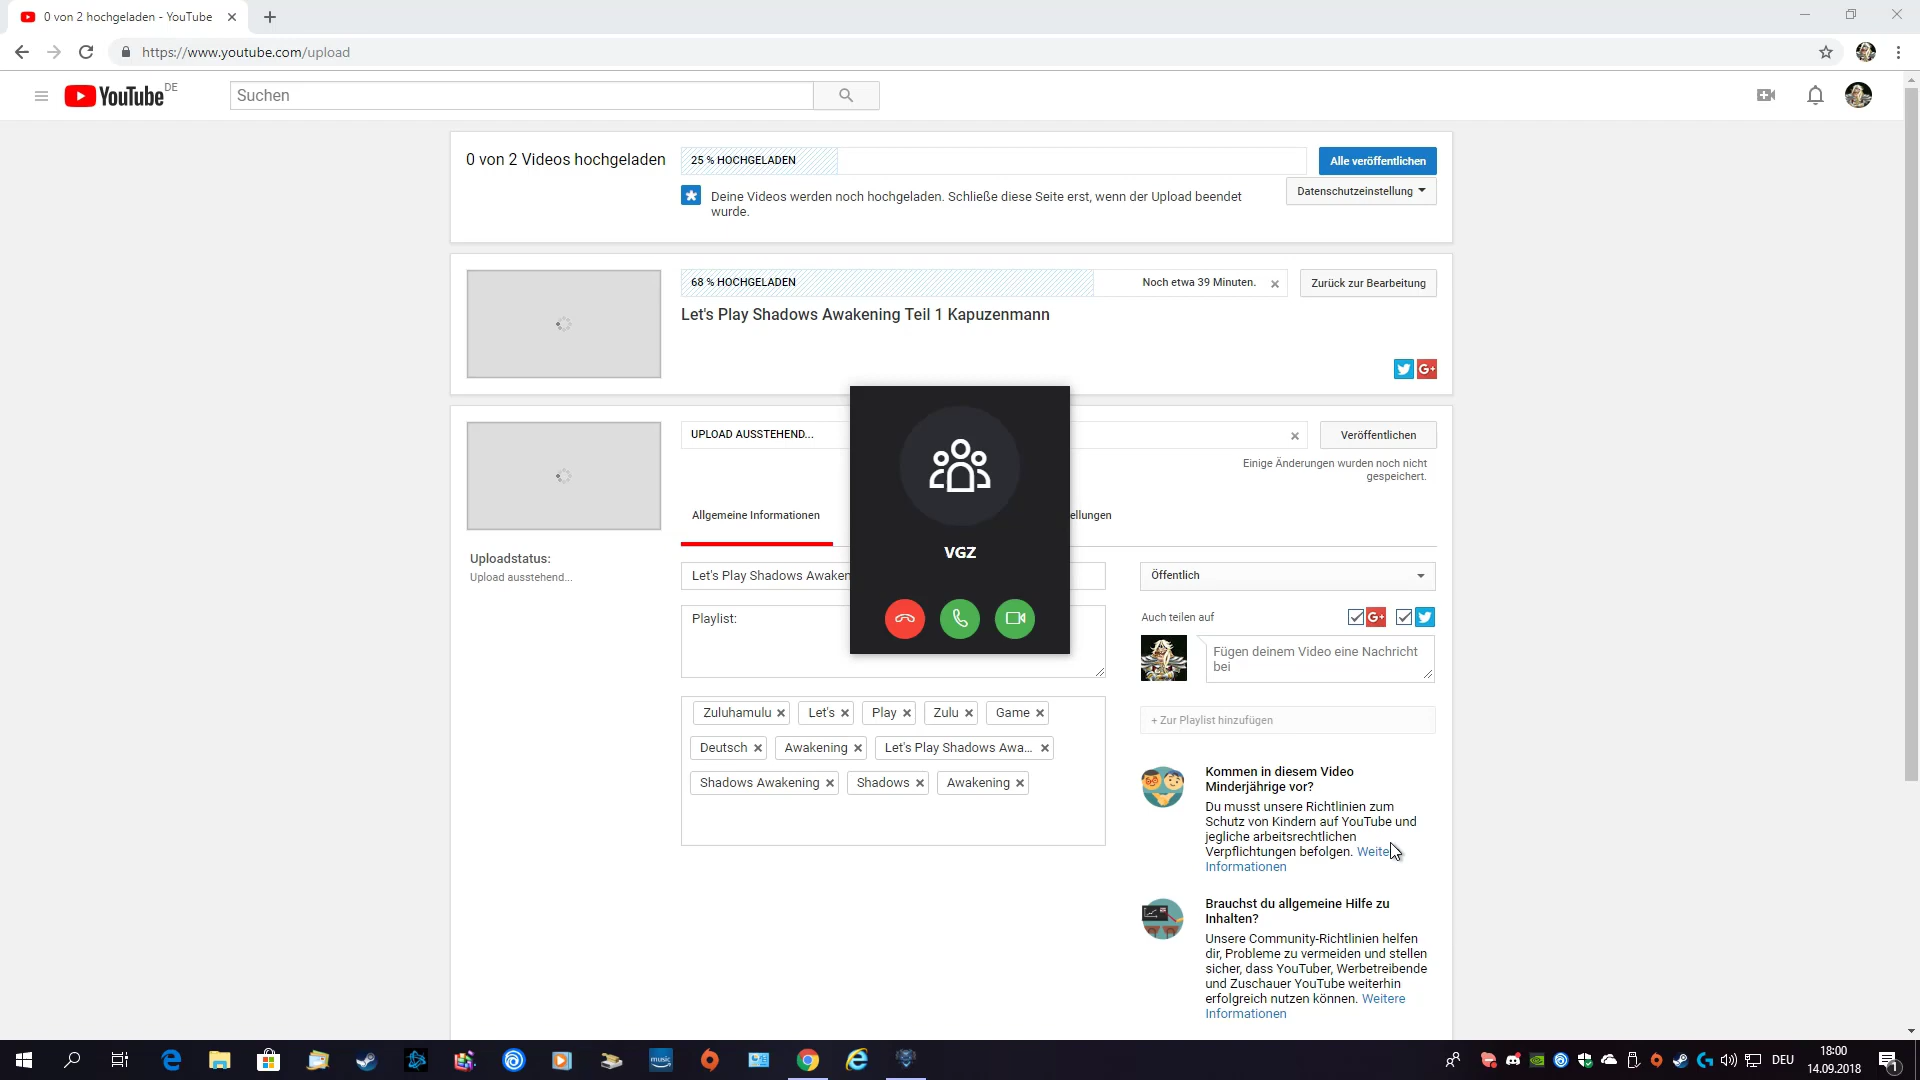 0 von 2 hochgeladen - YouTube
https://www.youtube.com/upload
YouTube DE
Suchen
0 von 2 Videos hochgeladen
25 % HOCHGELADEN
Alle veröffentlichen
Deine Videos werden noch hochgeladen. Schließe diese Seite erst, wenn der Upload beendet
wurde.
Datenschutzeinstellung
68 % HOCHGELADEN
Noch etwa 39 Minuten.
Zurück zur Bearbeitung
Let's Play Shadows Awakening Teil 1 Kapuzenmann
G+
UPLOAD AUSSTEHEND...
Veröffentlichen
Einige Änderungen wurden noch nicht
gespeichert.
Allgemeine Informationen
ellungen
VGZ
Uploadstatus:
Upload ausstehend...
Let's Play Shadows Awaken
Playlist:
Öffentlich
Auch teilen auf
G+
Fügen deinem Video eine Nachricht
bei
+ Zur Playlist hinzufügen
Zuluhamulu
Let's
Play
Zulu
Game
Deutsch
Awakening
Let's Play Shadows Awa...
Shadows Awakening
Shadows
Awakening
Kommen in diesem Video
Minderjährige vor?
Du musst unsere Richtlinien zum
Schutz von Kindern auf YouTube und
jegliche arbeitsrechtlichen
Verpflichtungen befolgen. Weite
Informationen
Brauchst du allgemeine Hilfe zu
Inhalten?
Unsere Community-Richtlinien helfen
dir, Probleme zu vermeiden und stellen
sicher, dass YouTuber, Werbetreibende
und Zuschauer YouTube weiterhin
erfolgreich nutzen können. Weitere
Informationen
music
DEU
18:00
14.09.2018
1